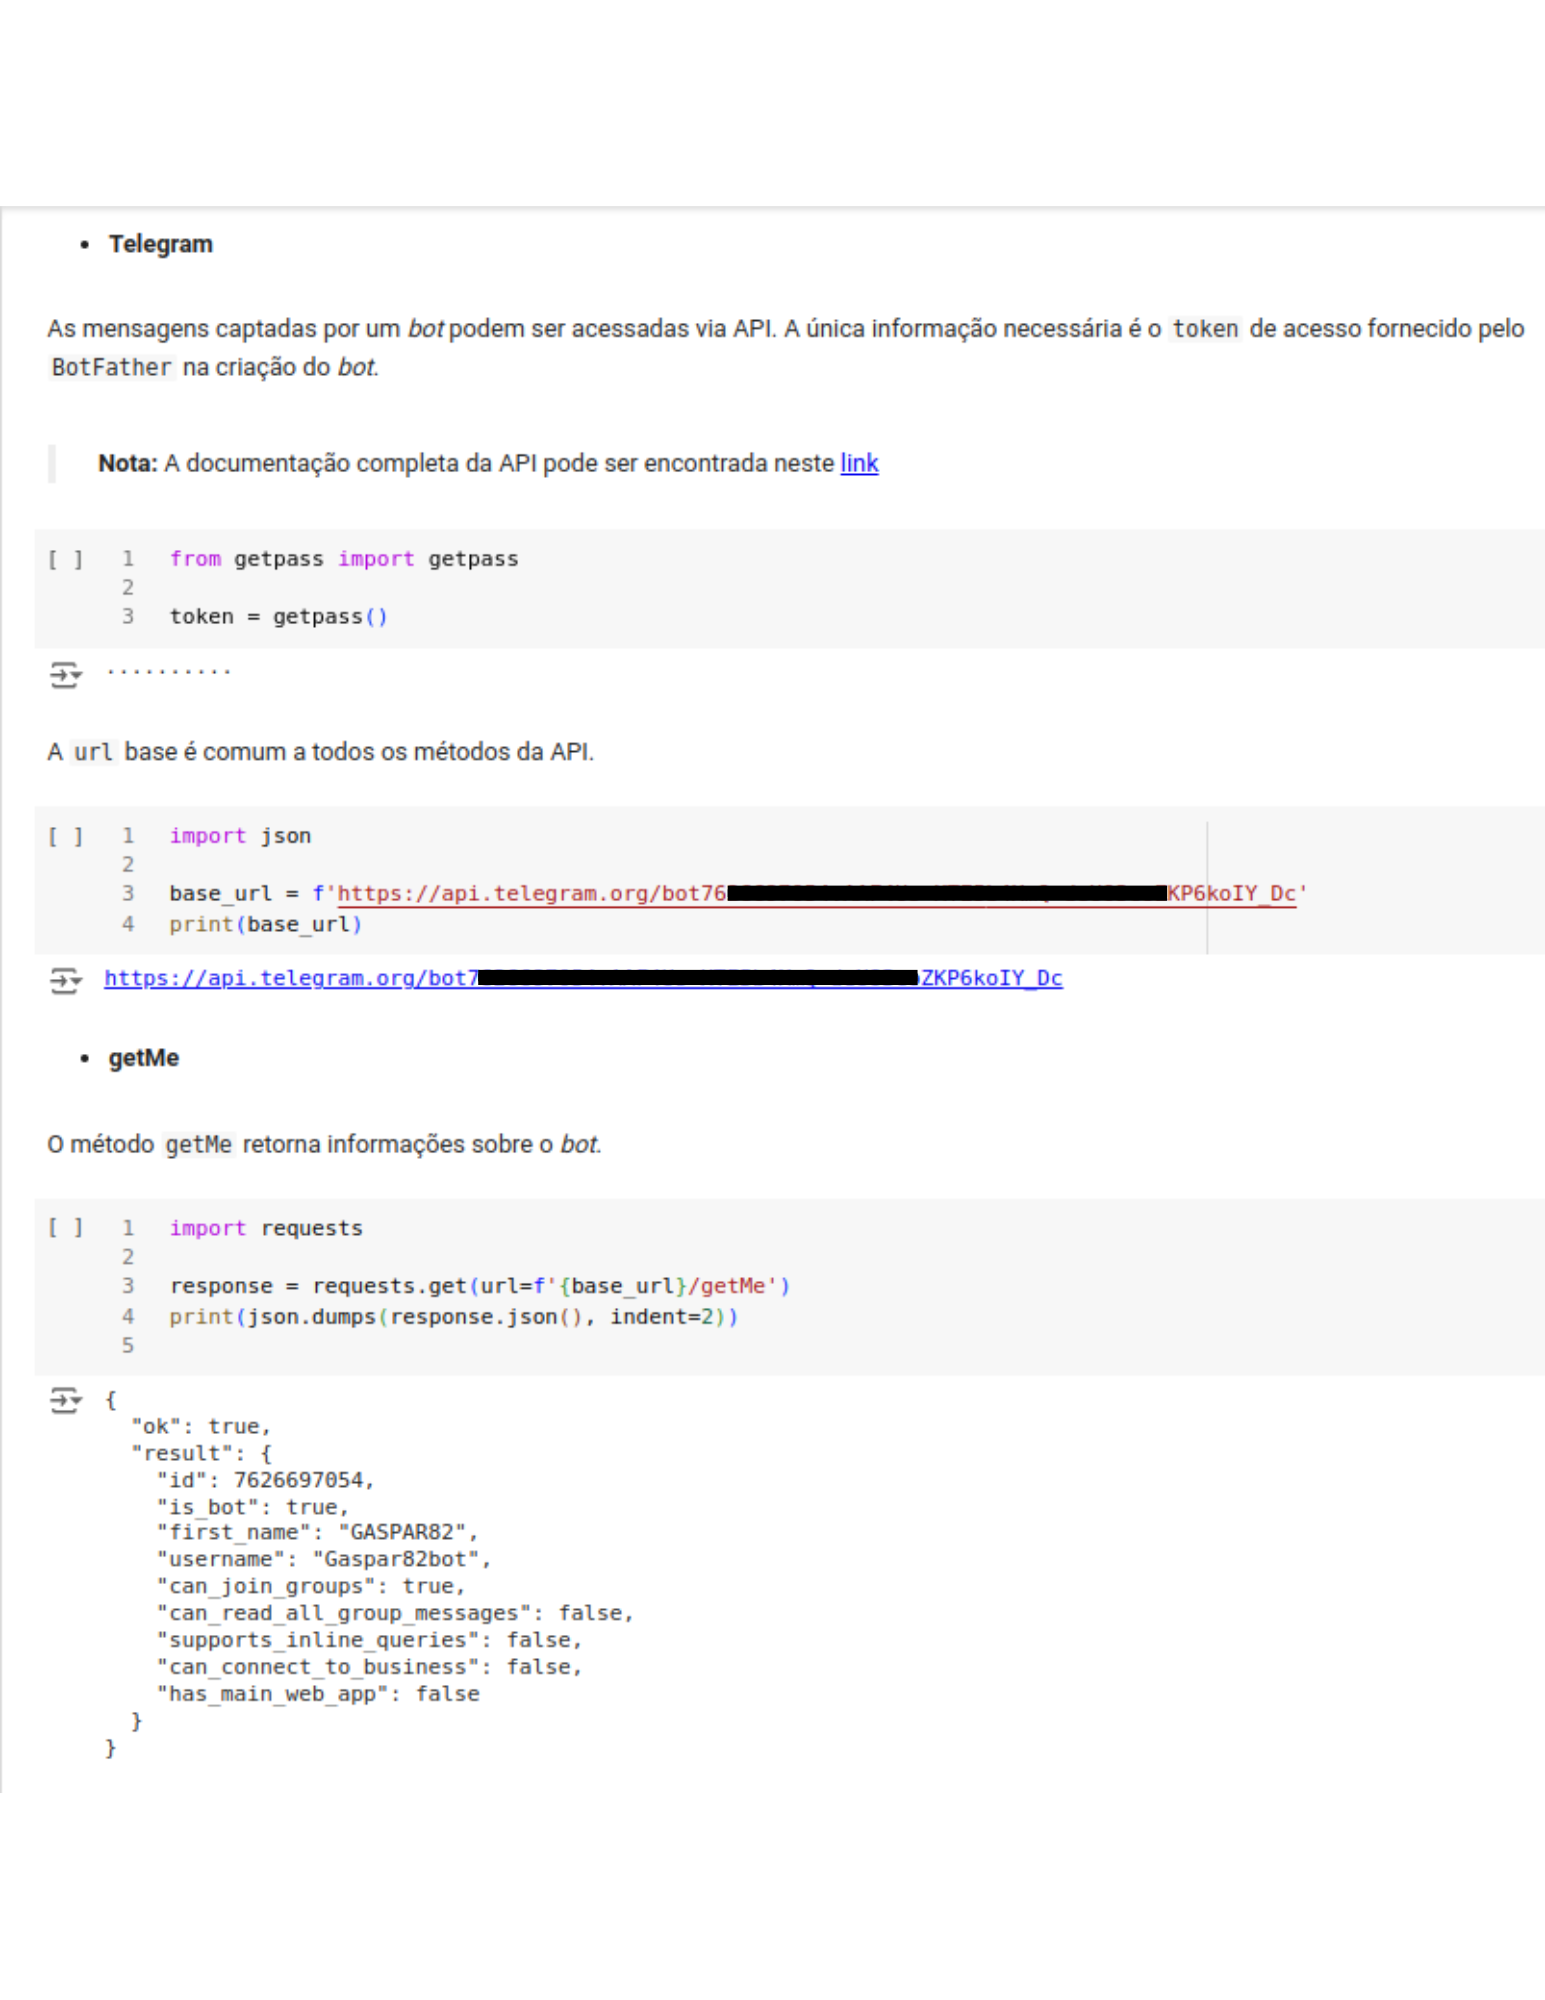 • Telegram
As mensagens captadas por um bot podem ser acessadas via API. A única informação necessária é o token de acesso fornecido pelo
BotFather na criação do bot.
Nota: A documentação completa da API pode ser encontrada neste link
[ ] 1 from getpass import getpass
2
3 token = getpass()
··········
A url base é comum a todos os métodos da API.
[ ] 1 import json
2
3 base_url = f'https://api.telegram.org/bot76 KP6koIY_Dc'
4 print(base_url)
https://api.telegram.org/bot7 ZKP6koIY_Dc
• getMe
O método getMe retorna informações sobre o bot.
[ ] 1 import requests
2
3 response = requests.get(url=f'{base_url}/getMe')
4 print(json.dumps(response.json(), indent=2))
5
{
"ok": true,
"result": {
"id": 7626697054,
"is_bot": true,
"first_name": "GASPAR82",
"username": "Gaspar82bot",
"can_join_groups": true,
"can_read_all_group_messages": false,
"supports_inline_queries": false,
"can_connect_to_business": false,
"has_main_web_app": false
}
}